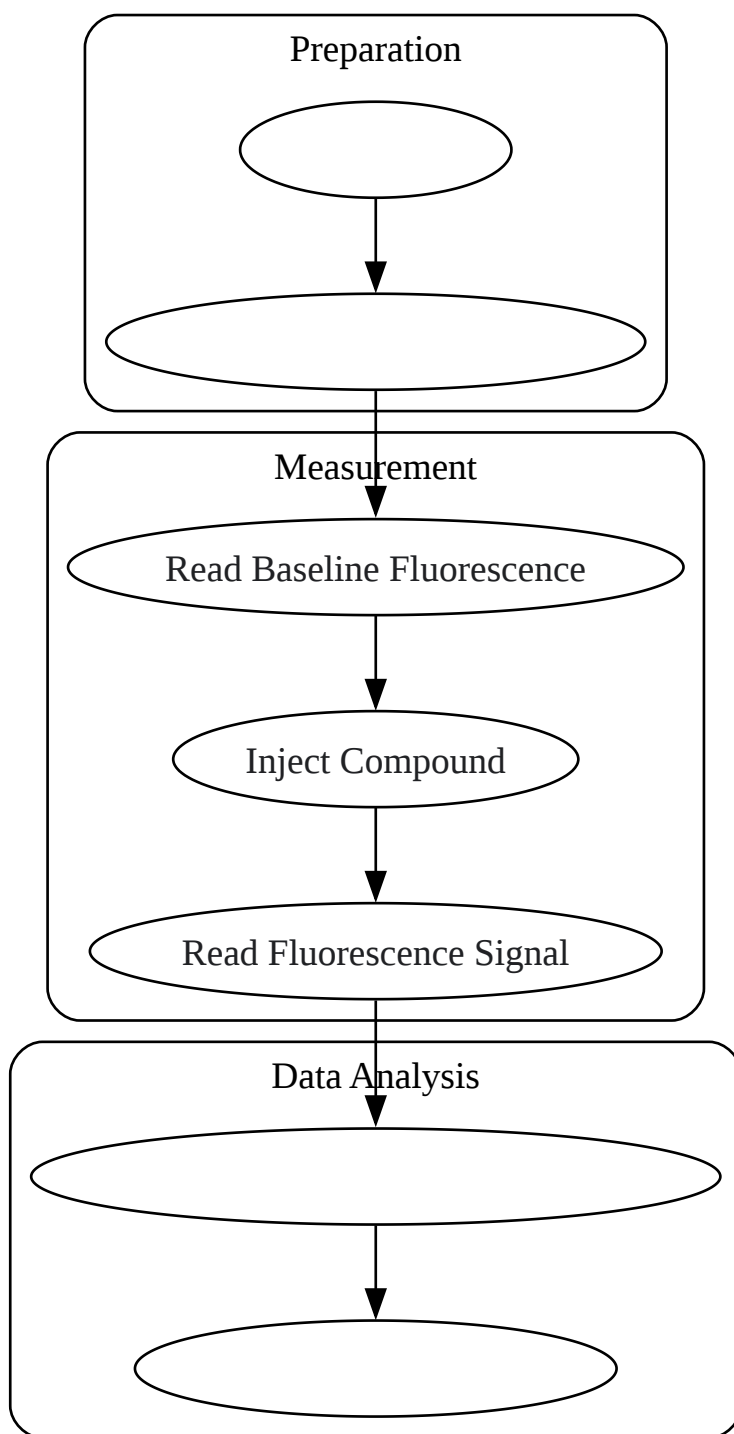 Preparation
Measurement
Read Baseline Fluorescence
Inject Compound
Read Fluorescence Signal
Data Analysis